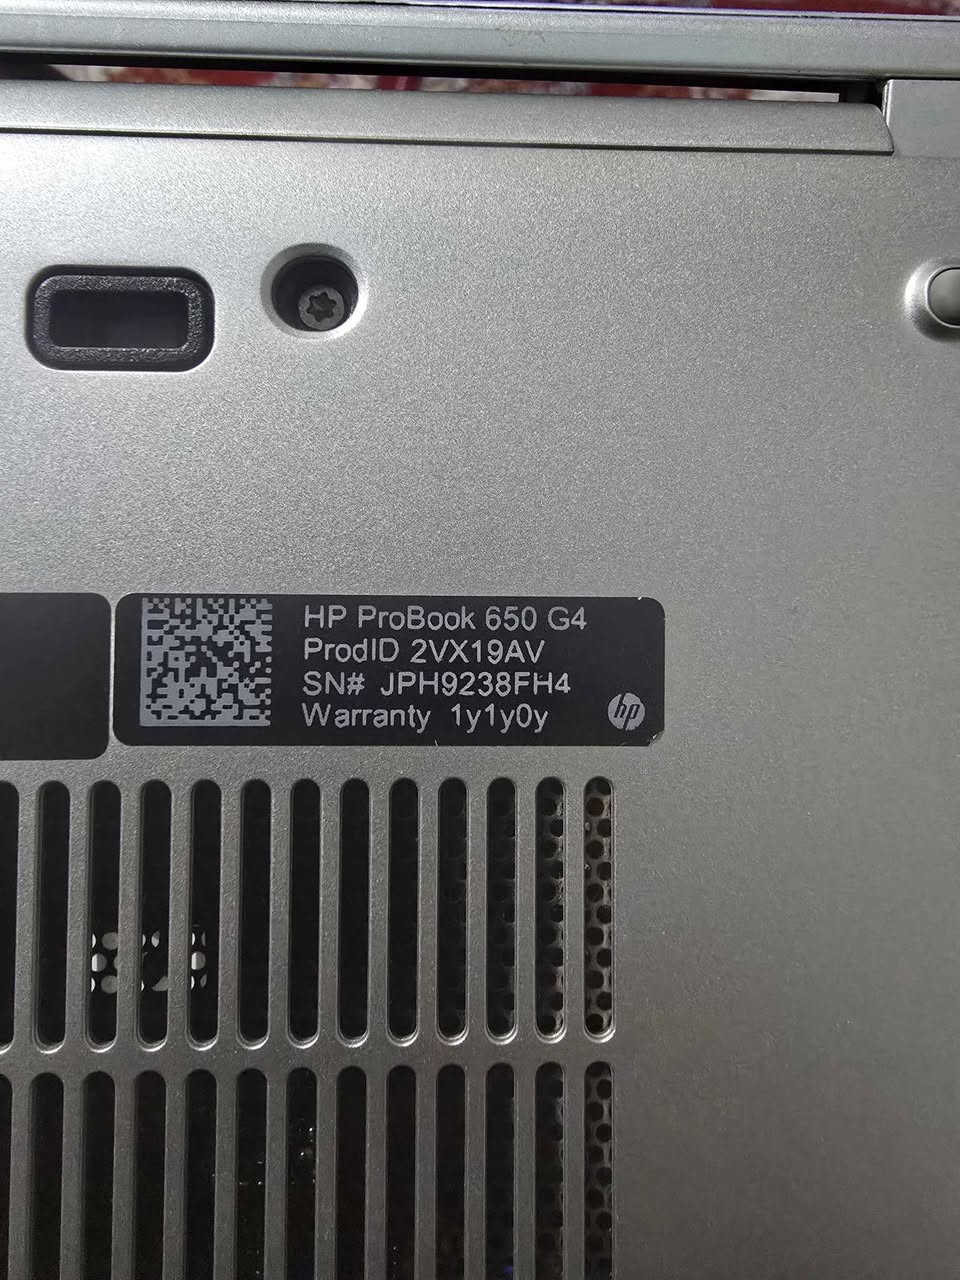 HP ProBook 650 G4
ProdID 2VX19AV
SN# JPH9238FH4
Warranty 1y1y0y
hp